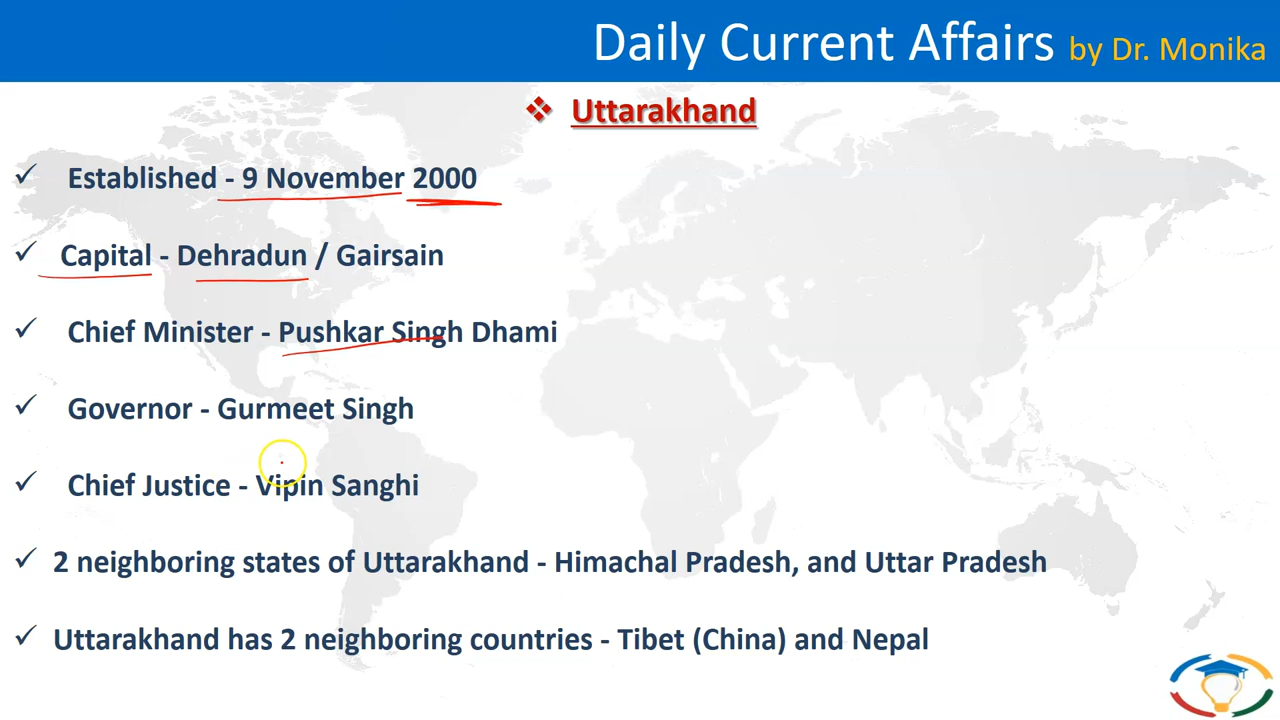 Daily Current Affairs by Dr. Monika
❖ Uttarakhand
✓ Established - 9 November 2000
✓ Capital - Dehradun / Gairsain
✓ Chief Minister - Pushkar Singh Dhami
✓ Governor - Gurmeet Singh
✓ Chief Justice - Vipin Sanghi
✓ 2 neighboring states of Uttarakhand - Himachal Pradesh, and Uttar Pradesh
✓ Uttarakhand has 2 neighboring countries - Tibet (China) and Nepal